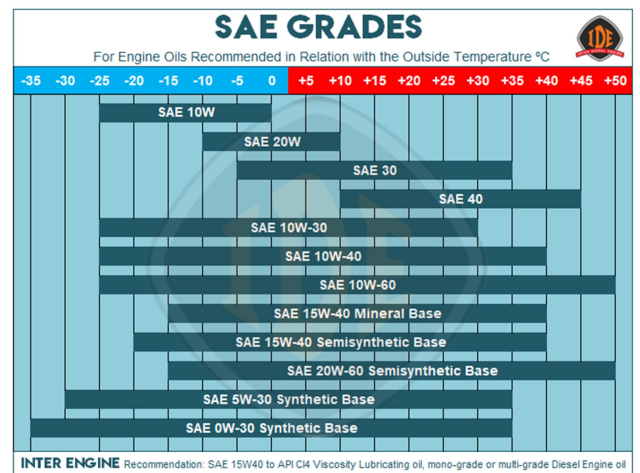 SAE GRADES
For Engine Oils Recommended in Relation with the Outside Temperature ºC
IDE
-35 -30 -25 -20 -15 -10 -5 0 +5 +10 +15 +20 +25 +30 +35 +40 +45 +50
SAE 10W
SAE 20W
SAE 30
SAE 40
SAE 10W-30
SAE 10W-40
SAE 10W-60
SAE 15W-40 Mineral Base
SAE 15W-40 Semisynthetic Base
SAE 20W-60 Semisynthetic Base
SAE 5W-30 Synthetic Base
SAE 0W-30 Synthetic Base
IDE
INTER ENGINE Recommendation: SAE 15W40 to API CI4 Viscosity Lubricating oil, mono-grade or multi-grade Diesel Engine oil